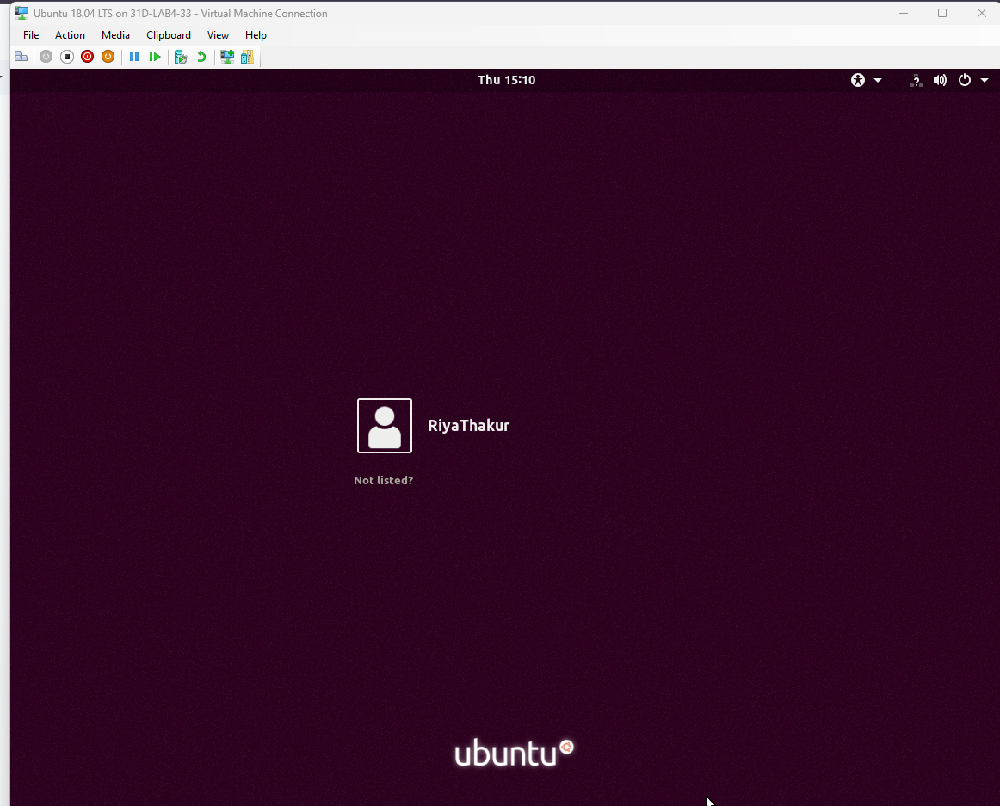 Ubuntu 18.04 LTS on 31D-LAB4-33 - Virtual Machine Connection
File Action Media Clipboard View Help
Thu 15:10
?
RiyaThakur
Not listed?
ubuntu